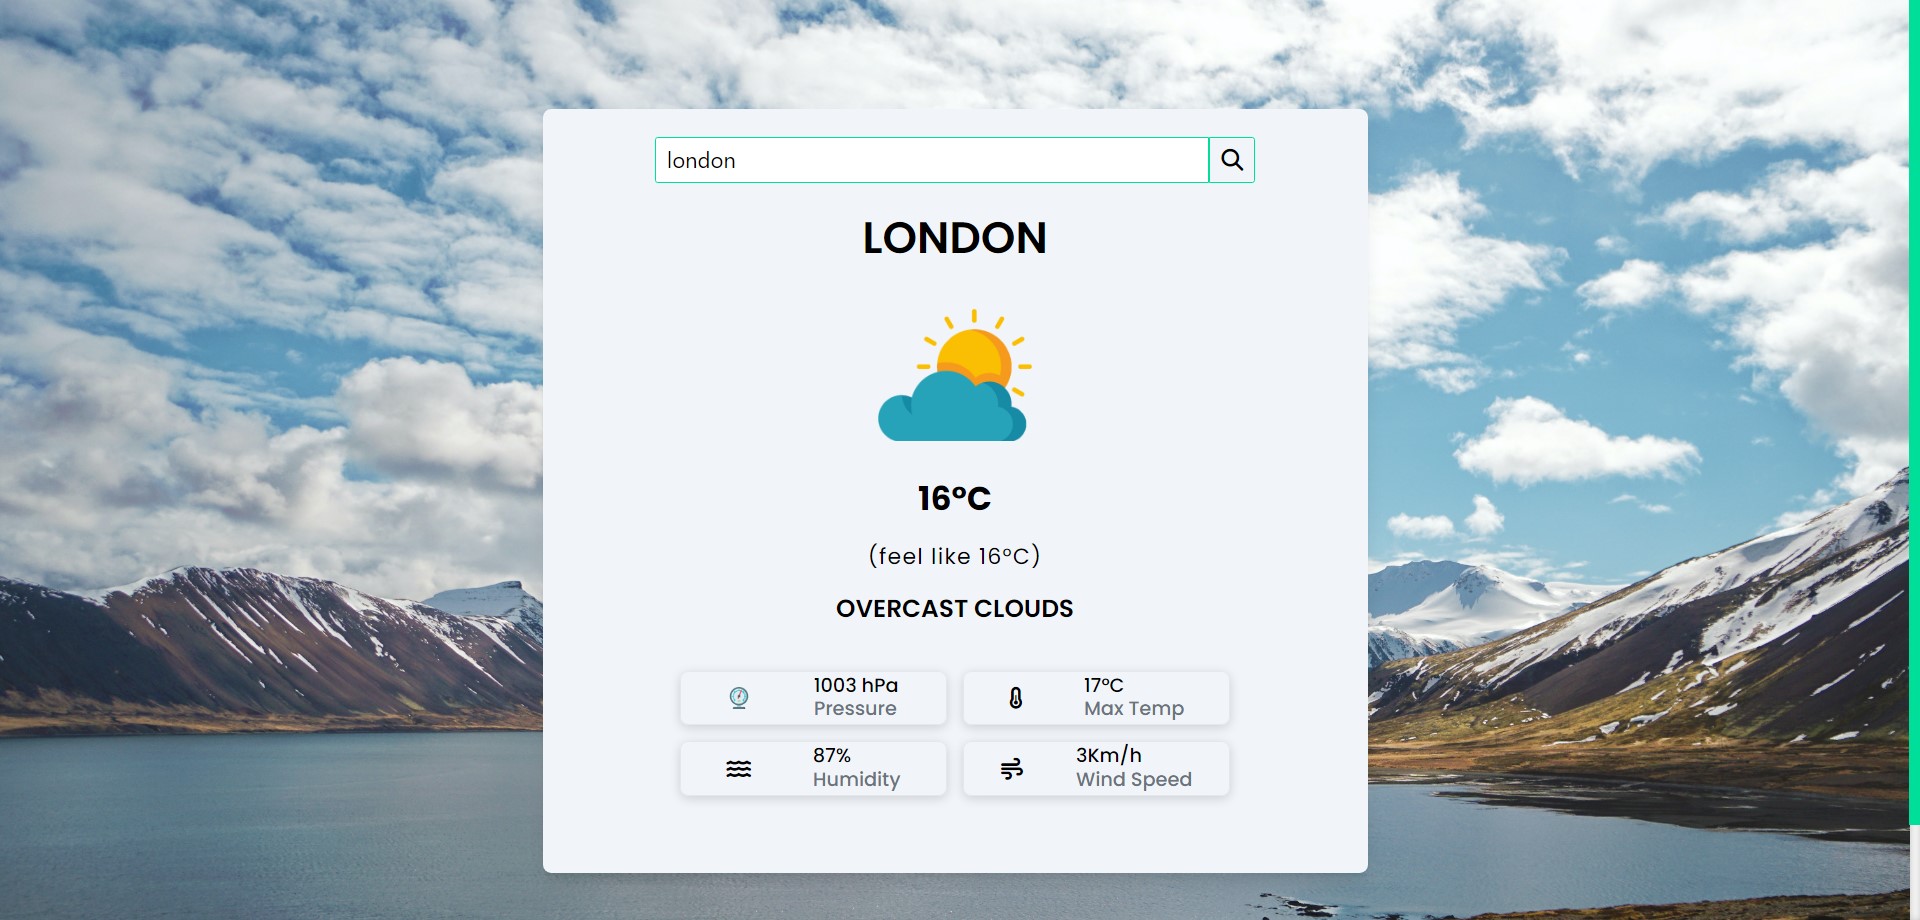 london
LONDON
16°C
(feel like 16°C)
OVERCAST CLOUDS
1003 hPa
Pressure
17°C
Max Temp
87%
Humidity
3Km/h
Wind Speed